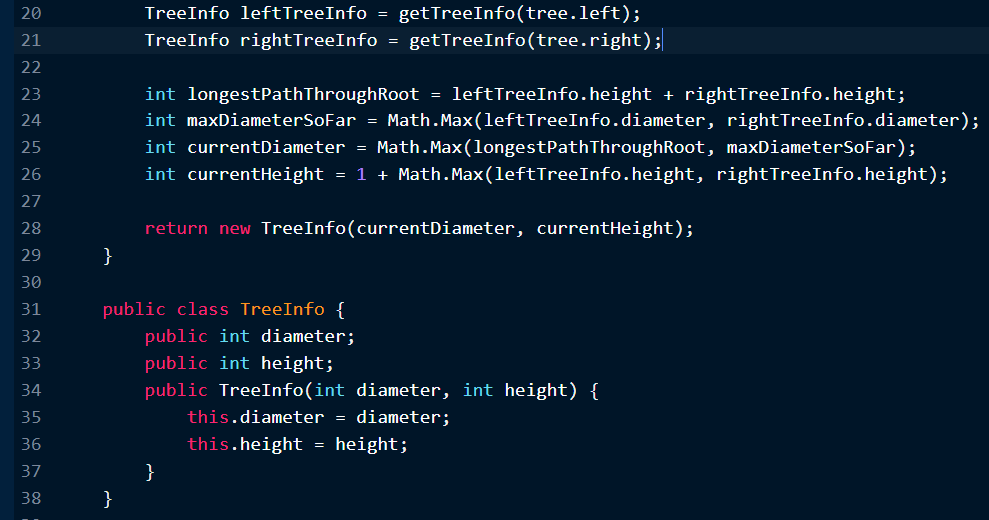 20 TreeInfo leftTreeInfo = getTreeInfo(tree.left);
21 TreeInfo rightTreeInfo = getTreeInfo(tree.right);
22
23 int longestPathThroughRoot = leftTreeInfo.height + rightTreeInfo.height;
24 int maxDiameterSoFar = Math.Max(leftTreeInfo.diameter, rightTreeInfo.diameter);
25 int currentDiameter = Math.Max(longestPathThroughRoot, maxDiameterSoFar);
26 int currentHeight = 1 + Math.Max(leftTreeInfo.height, rightTreeInfo.height);
27
28 return new TreeInfo(currentDiameter, currentHeight);
29 }
30
31 public class TreeInfo {
32 public int diameter;
33 public int height;
34 public TreeInfo(int diameter, int height) {
35 this.diameter = diameter;
36 this.height = height;
37 }
38 }